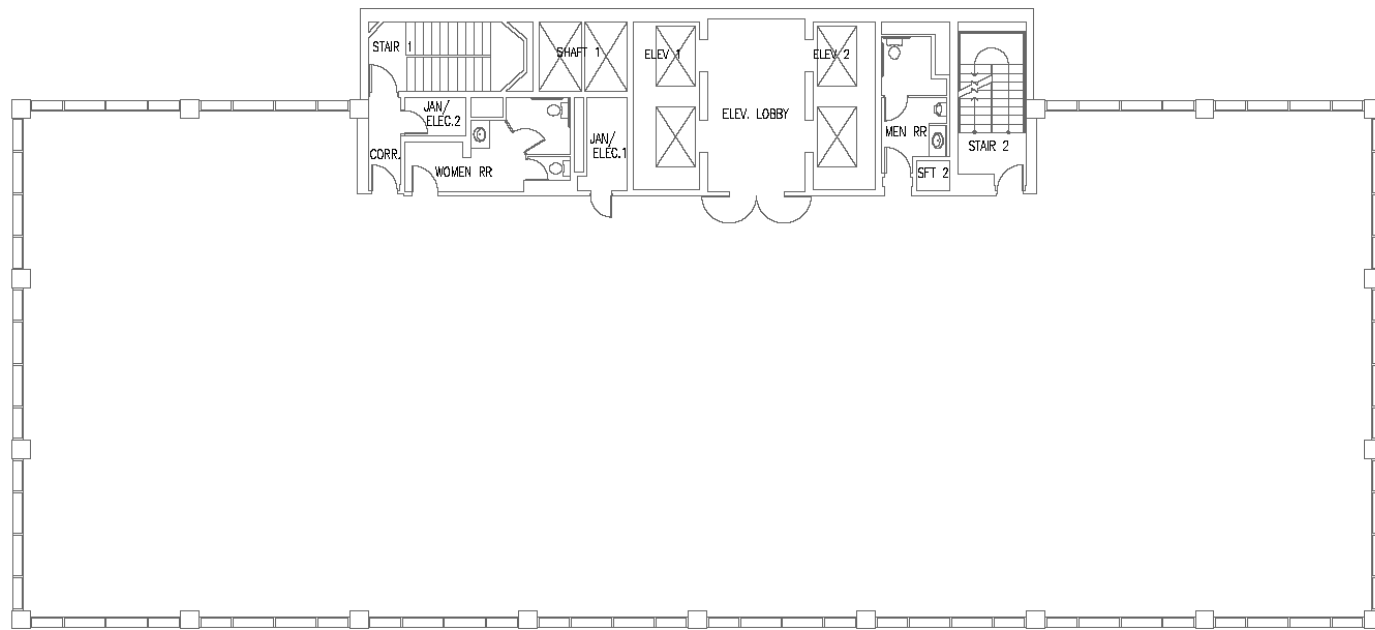 STAIR 1
SHAFT 1
ELEV 1
ELEV 2
JAN/
ELEC.2
ELEV. LOBBY
JAN/
ELEC.1
MEN RR
STAIR 2
CORR.
WOMEN RR
SFT 2